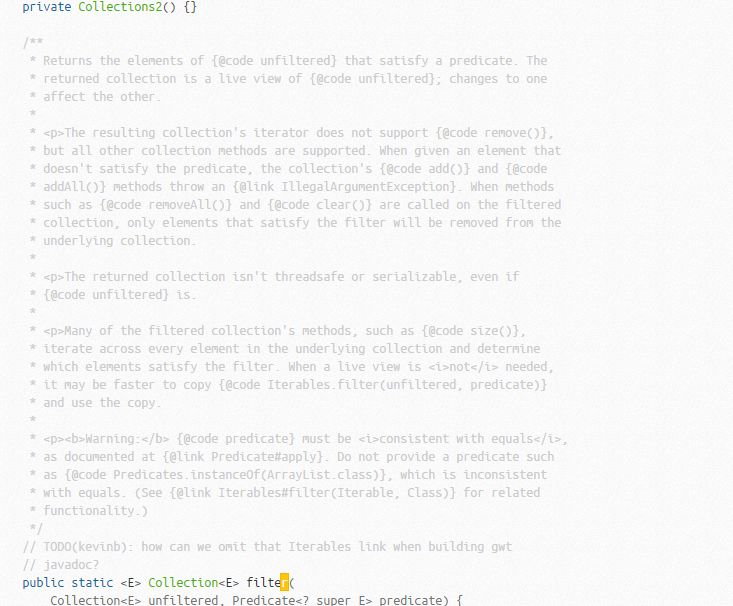 private Collections2() {}
/**
* Returns the elements of {@code unfiltered} that satisfy a predicate. The
* returned collection is a live view of {@code unfiltered}; changes to one
* affect the other.
*
* <p>The resulting collection's iterator does not support {@code remove()},
* but all other collection methods are supported. When given an element that
* doesn't satisfy the predicate, the collection's {@code add()} and {@code
* addAll()} methods throw an {@link IllegalArgumentException}. When methods
* such as {@code removeAll()} and {@code clear()} are called on the filtered
* collection, only elements that satisfy the filter will be removed from the
* underlying collection.
*
* <p>The returned collection isn't threadsafe or serializable, even if
* {@code unfiltered} is.
*
* <p>Many of the filtered collection's methods, such as {@code size()},
* iterate across every element in the underlying collection and determine
* which elements satisfy the filter. When a live view is <i>not</i> needed,
* it may be faster to copy {@code Iterables.filter(unfiltered, predicate)}
* and use the copy.
*
* <p><b>Warning:</b> {@code predicate} must be <i>consistent with equals</i>,
* as documented at {@link Predicate#apply}. Do not provide a predicate such
* as {@code Predicates.instanceOf(ArrayList.class)}, which is inconsistent
* with equals. (See {@link Iterables#filter(Iterable, Class)} for related
* functionality.)
*/
// TODO(kevinb): how can we omit that Iterables link when building gwt
// javadoc?
public static <E> Collection<E> filter(
Collection<E> unfiltered, Predicate<? super E> predicate) {